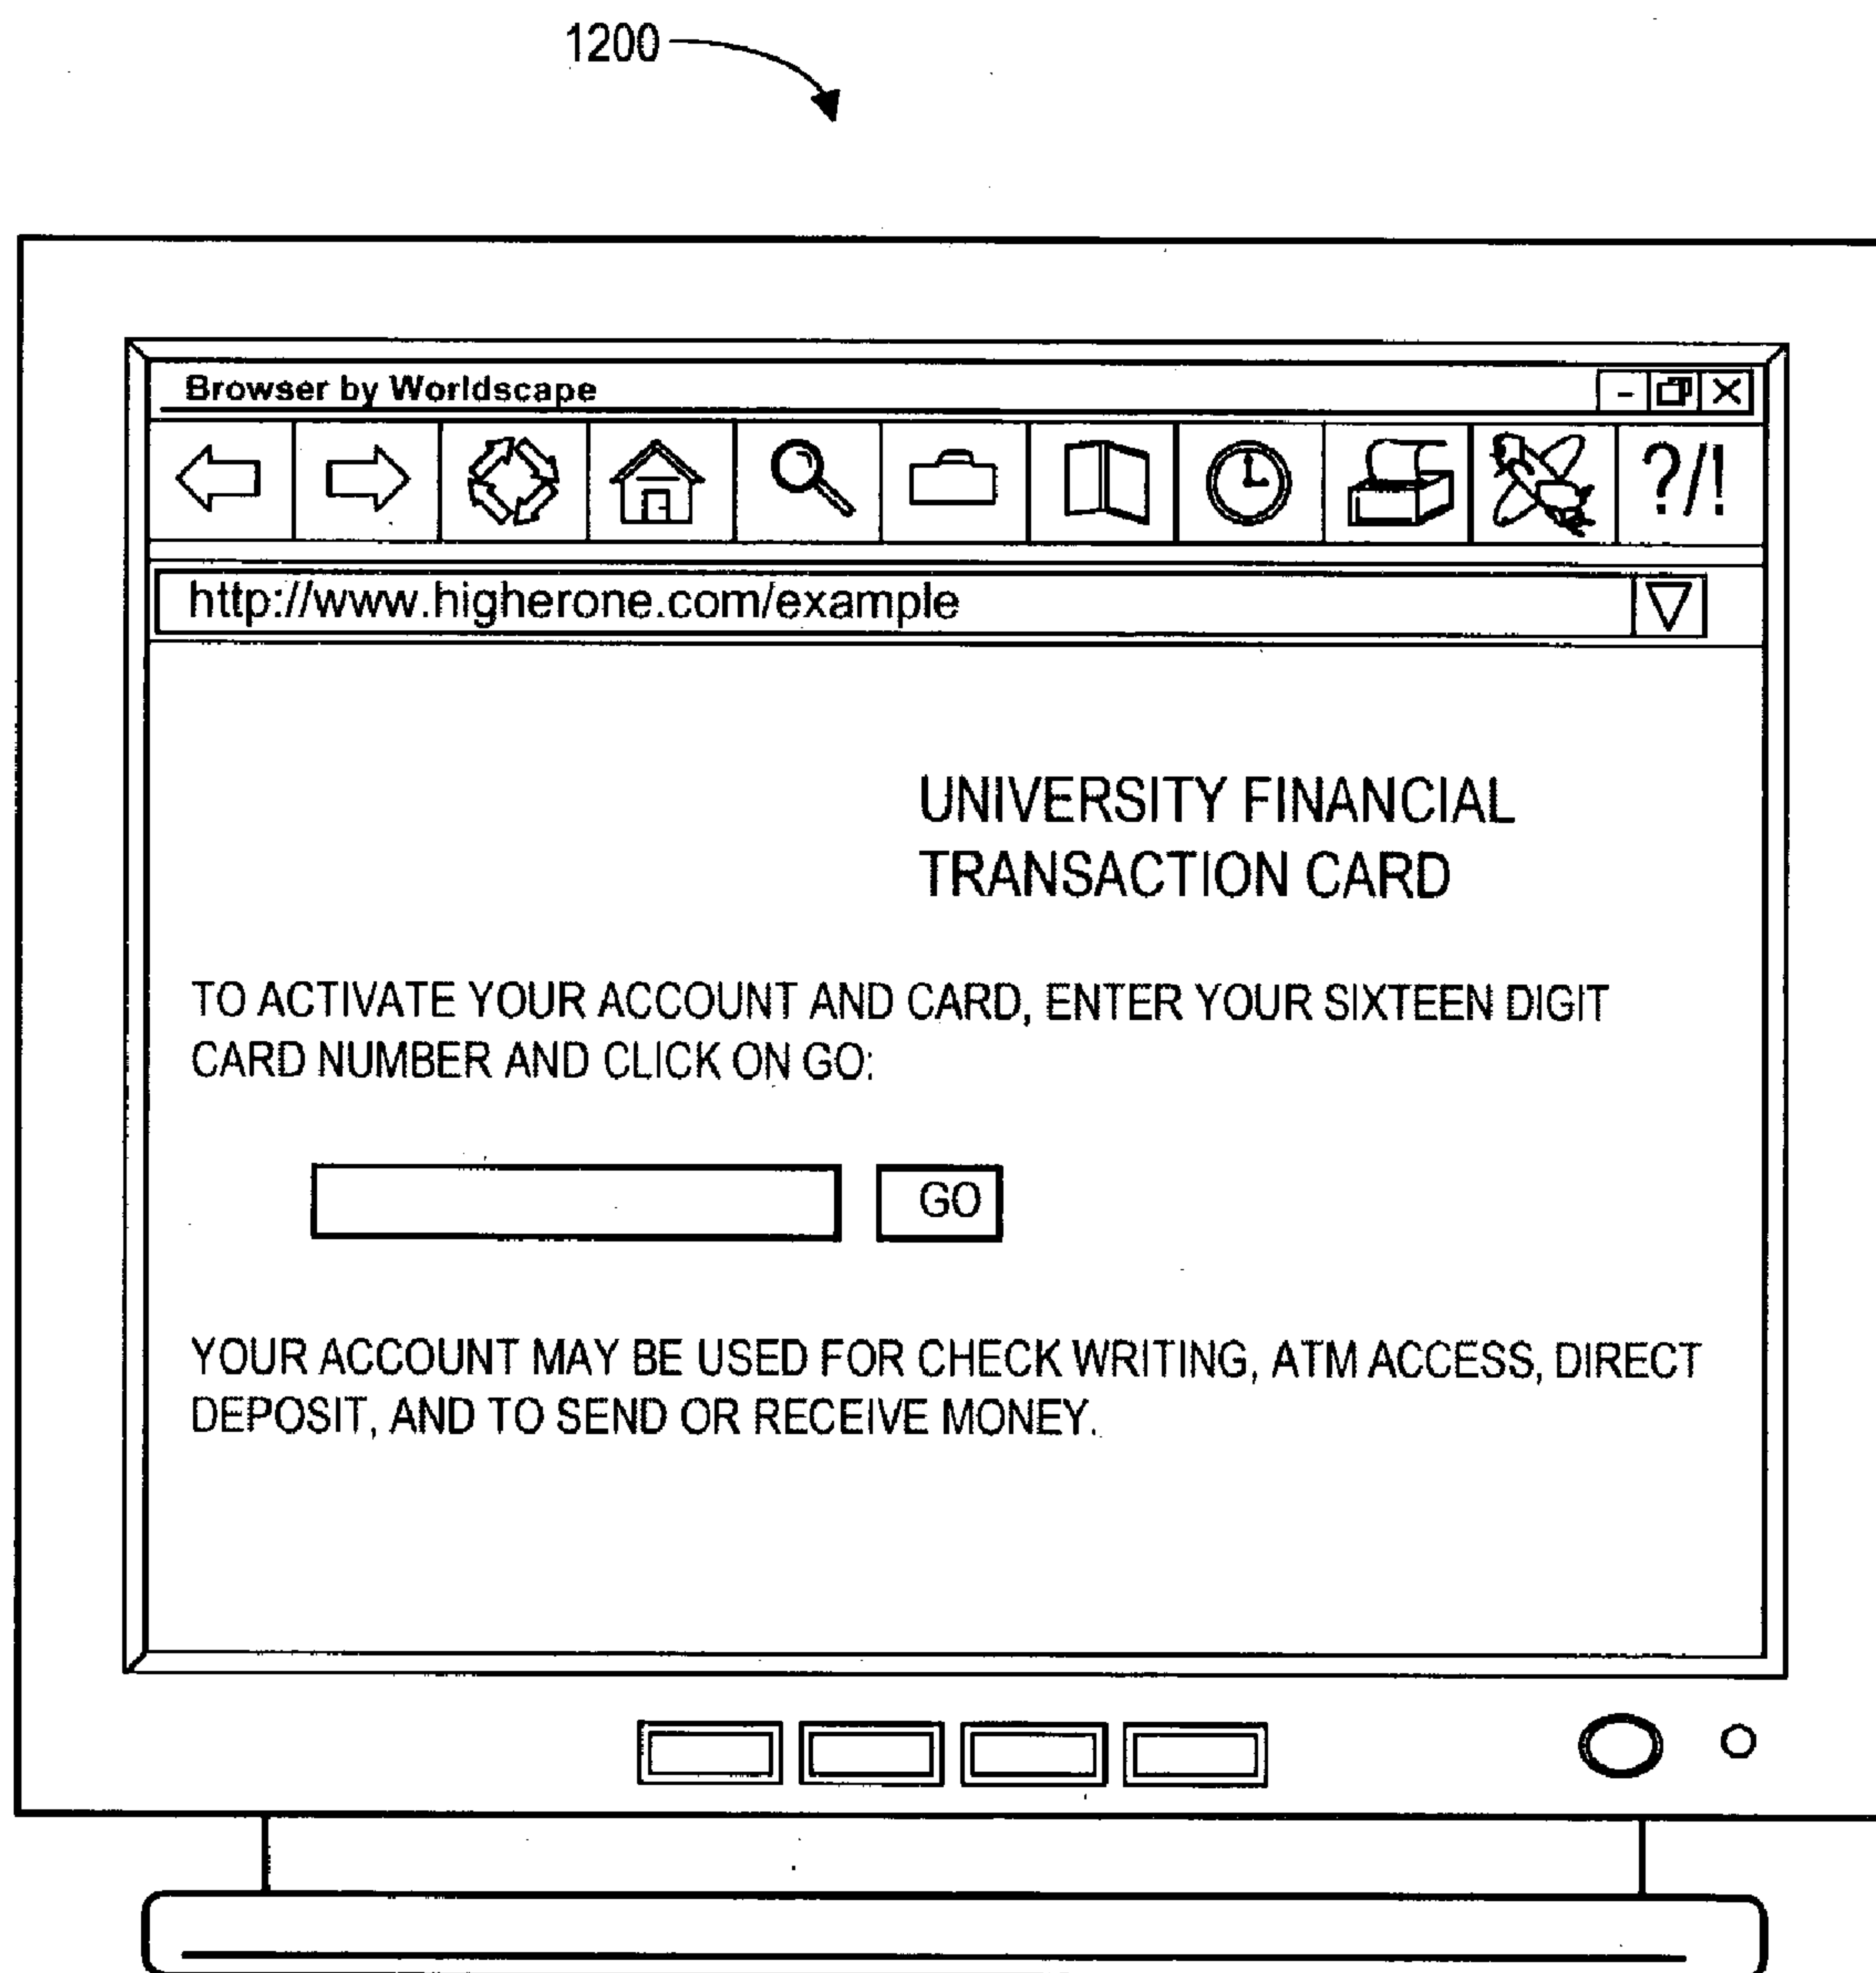 1200
Browser by Worldscape
?/!
http://www.higherone.com/example
UNIVERSITY FINANCIAL
TRANSACTION CARD
TO ACTIVATE YOUR ACCOUNT AND CARD, ENTER YOUR SIXTEEN DIGIT
CARD NUMBER AND CLICK ON GO:
GO
YOUR ACCOUNT MAY BE USED FOR CHECK WRITING, ATM ACCESS, DIRECT
DEPOSIT, AND TO SEND OR RECEIVE MONEY.